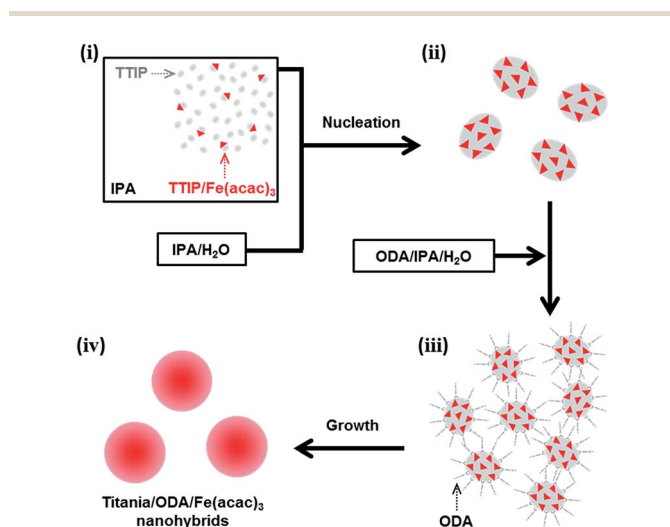 (i)
TTIP
IPA
TTIP/Fe(acac)₃
IPA/H₂O
Nucleation
(ii)
ODA/IPA/H₂O
(iii)
ODA
Growth
(iv)
Titania/ODA/Fe(acac)₃
nanohybrids